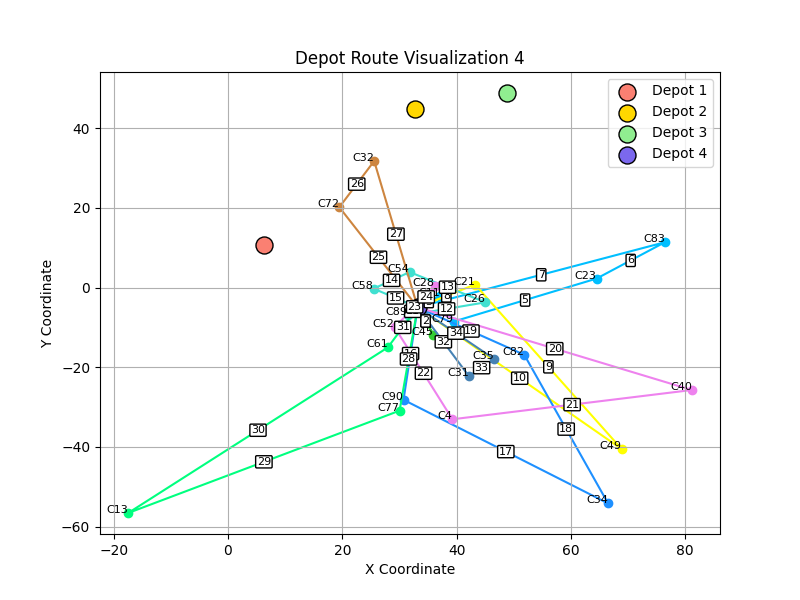 Depot Route Visualization 4
Depot 1
Depot 2
Depot 3
Depot 4
Y Coordinate
40
20
0
−20
−40
−60
−20
0
20
40
60
80
X Coordinate
C32
26
C72
27
25
C83
6
7
C23
5
C54
14
C58
15
C28
13
C21
24
9
C26
12
23
C89
C52
31
2
C79
34
19
C45
32
C61
16
28
C35
33
C31
C82
20
9
10
22
C40
21
C90
C77
C4
18
30
29
17
C49
C34
C13